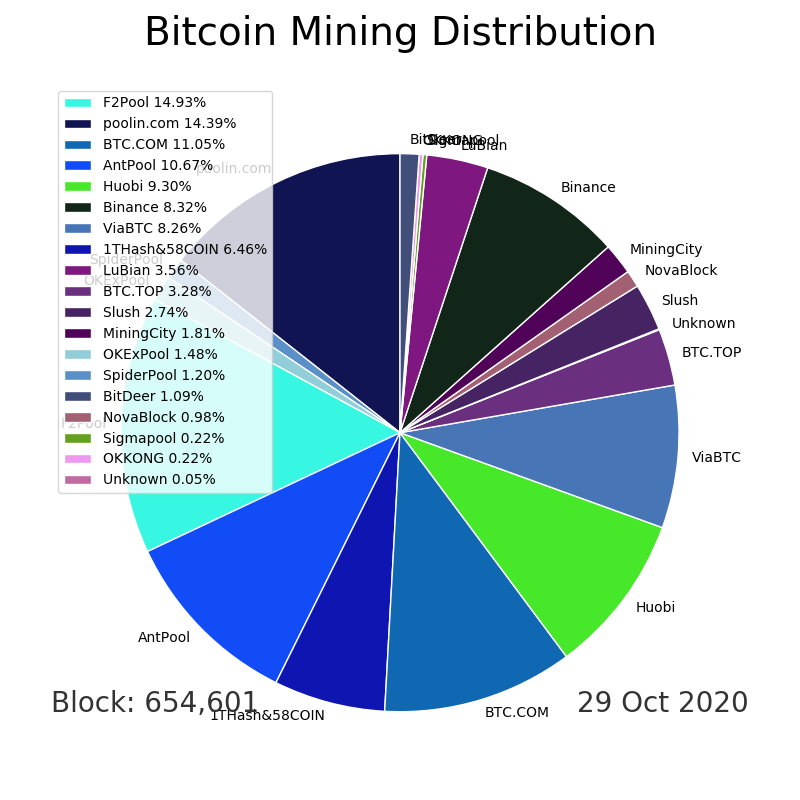 Bitcoin Mining Distribution
F2Pool 14.93%
poolin.com 14.39%
BTC.COM 11.05%
AntPool 10.67%
Huobi 9.30%
Binance 8.32%
ViaBTC 8.26%
1THash&58COIN 6.46%
LuBian 3.56%
BTC.TOP 3.28%
Slush 2.74%
MiningCity 1.81%
OKExPool 1.48%
SpiderPool 1.20%
BitDeer 1.09%
NovaBlock 0.98%
Sigmapool 0.22%
OKKONG 0.22%
Unknown 0.05%
LuBian
Binance
MiningCity
NovaBlock
Slush
Unknown
BTC.TOP
ViaBTC
Huobi
BTC.COM
1THash&58COIN
AntPool
F2Pool
OKExPool
SpiderPool
poolin.com
Block: 654,601
29 Oct 2020